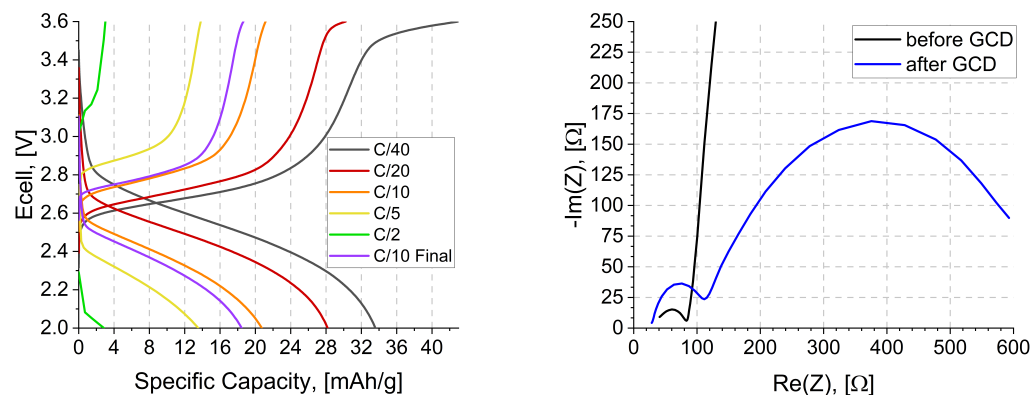 3.6
3.4
3.2
3.0
2.8
2.6
2.4
2.2
2.0
Ecell, [V]
0 4 8 12 16 20 24 28 32 36 40
Specific Capacity, [mAh/g]
C/40
C/20
C/10
C/5
C/2
C/10 Final
250
225
200
175
150
125
100
75
50
25
0
-Im(Z), [Ω]
0 100 200 300 400 500 600
Re(Z), [Ω]
before GCD
after GCD